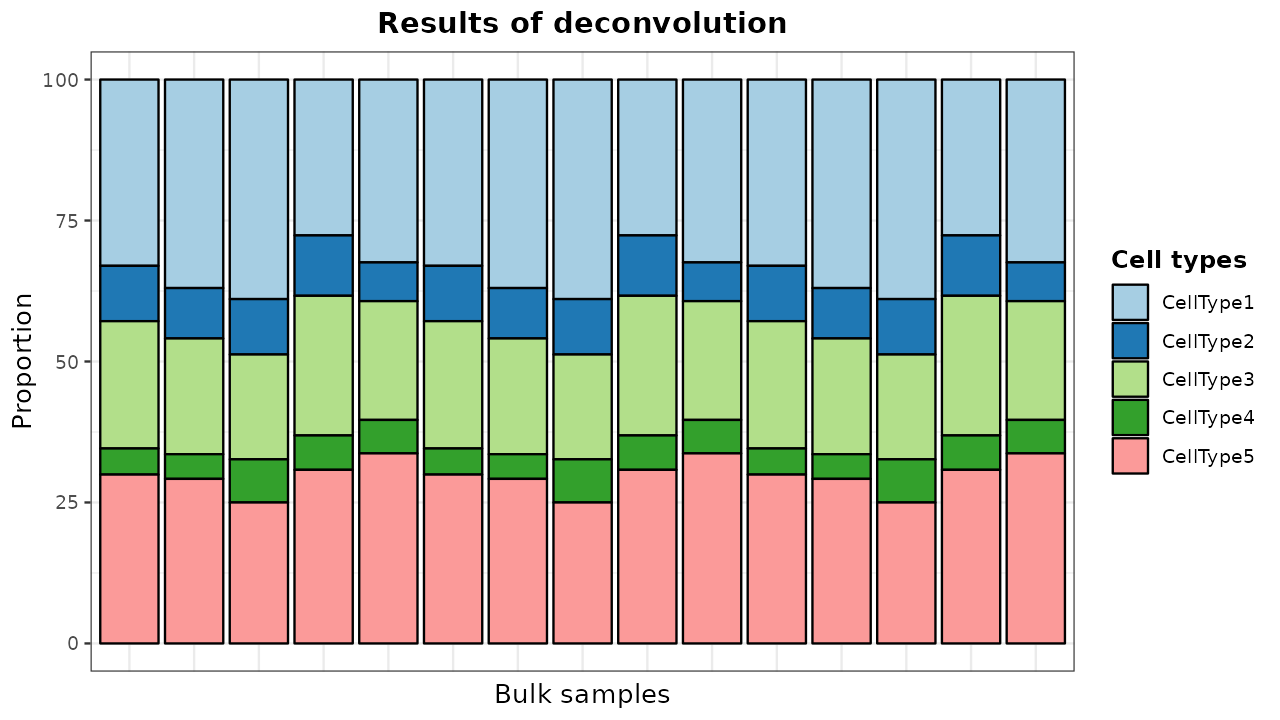 Results of deconvolution
100
75
50
25
0
Proportion
Bulk samples
Cell types
CellType1
CellType2
CellType3
CellType4
CellType5